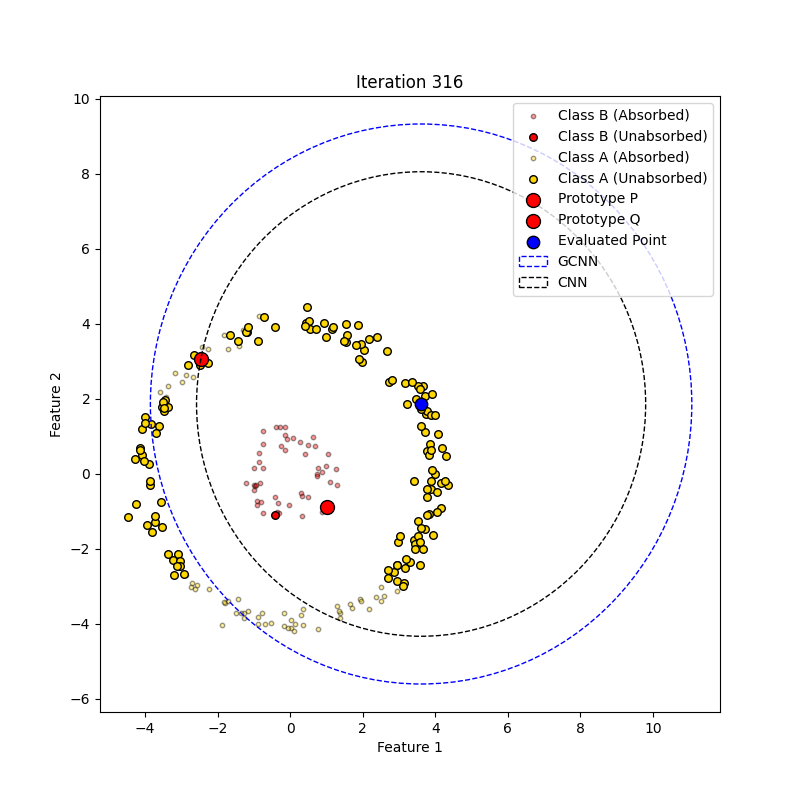 Iteration 316
Class B (Absorbed)
Class B (Unabsorbed)
Class A (Absorbed)
Class A (Unabsorbed)
Prototype P
Prototype Q
Evaluated Point
GCNN
CNN
10
8
6
4
2
0
−2
−4
−6
Feature 2
−4 −2 0 2 4 6 8 10
Feature 1